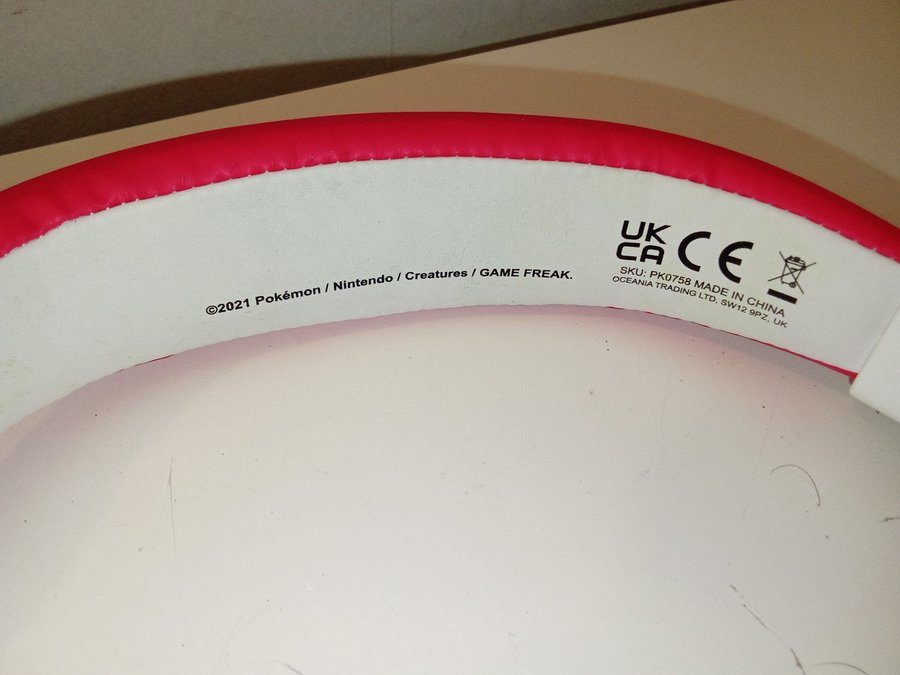 ©2021 Pokémon / Nintendo / Creatures / GAME FREAK.
UK
CA CE
SKU: PK0758 MADE IN CHINA
OCEANIA TRADING LTD, SW12 9PZ, UK